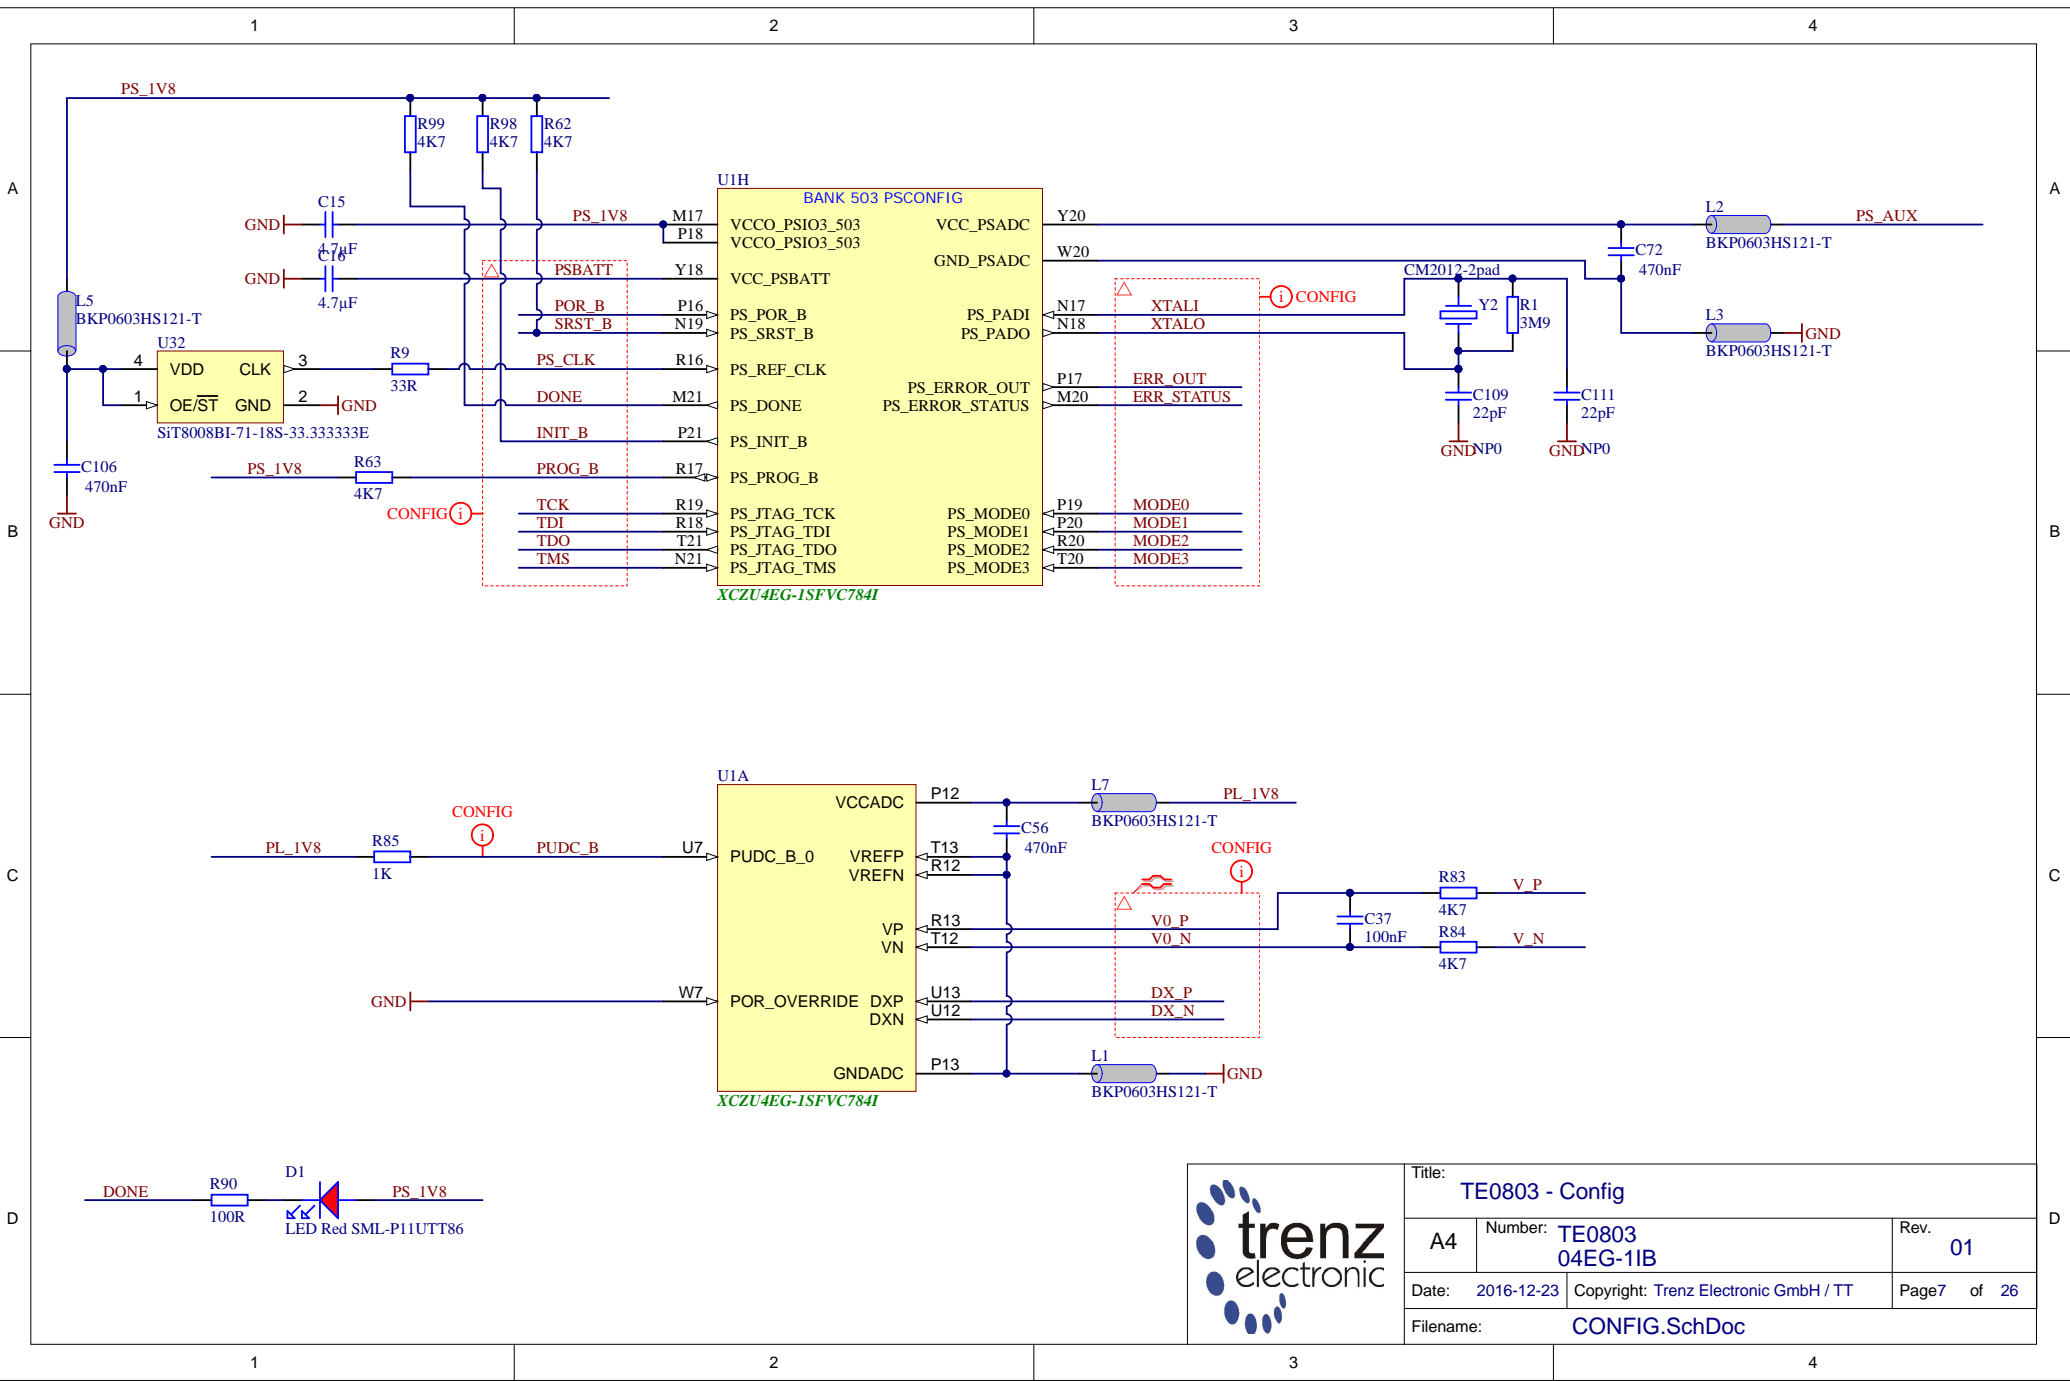 1 2 3 4
A A
B B
C C
D D
PS_1V8
R99
4K7
R98
4K7
R62
4K7
U1H
BANK 503 PSCONFIG
C15
4.7µF
GND
PS_1V8
M17
P18
VCCO_PSIO3_503
VCCO_PSIO3_503
C16
4.7µF
GND
PSBATT
Y18
VCC_PSBATT
POR_B
P16
PS_POR_B
SRST_B
N19
PS_SRST_B
L5
BKP0603HS121-T
U32
4
VDD
CLK
3
1
OE/ST
GND
2
GND
SiT8008BI-71-18S-33.333333E
R9
33R
PS_CLK
R16
PS_REF_CLK
DONE
M21
PS_DONE
INIT_B
P21
PS_INIT_B
C106
470nF
GND
PS_1V8
R63
4K7
PROG_B
R17
PS_PROG_B
CONFIG
i
TCK
R19
PS_JTAG_TCK
TDI
R18
PS_JTAG_TDI
TDO
T21
PS_JTAG_TDO
TMS
N21
PS_JTAG_TMS
XCZU4EG-1SFVC784I
VCC_PSADC
Y20
GND_PSADC
W20
L2
BKP0603HS121-T
PS_AUX
C72
470nF
L3
BKP0603HS121-T
GND
CONFIG
i
PS_PADI
N17
XTALI
PS_PADO
N18
XTALO
CM2012-2pad
Y2
R1
3M9
C109
22pF
GND
NP0
C111
22pF
GND
NP0
PS_ERROR_OUT
P17
ERR_OUT
PS_ERROR_STATUS
M20
ERR_STATUS
PS_MODE0
P19
MODE0
PS_MODE1
P20
MODE1
PS_MODE2
R20
MODE2
PS_MODE3
T20
MODE3
U1A
PL_1V8
R85
1K
CONFIG
i
PUDC_B
U7
PUDC_B_0
GND
W7
POR_OVERRIDE
VCCADC
P12
L7
BKP0603HS121-T
PL_1V8
C56
470nF
VREFP
T13
VREFN
R12
CONFIG
i
VP
R13
V0_P
VN
T12
V0_N
C37
100nF
R83
4K7
V_P
R84
4K7
V_N
DXP
U13
DX_P
DXN
U12
DX_N
GNDADC
P13
L1
BKP0603HS121-T
GND
XCZU4EG-1SFVC784I
DONE
R90
100R
D1
LED Red SML-P11UTT86
PS_1V8
trenz
electronic
Title:
TE0803 - Config
A4
Number: TE0803
04EG-1IB
Rev.
01
Date: 2016-12-23
Copyright: Trenz Electronic GmbH / TT
Page7 of 26
Filename: CONFIG.SchDoc
1 2 3 4